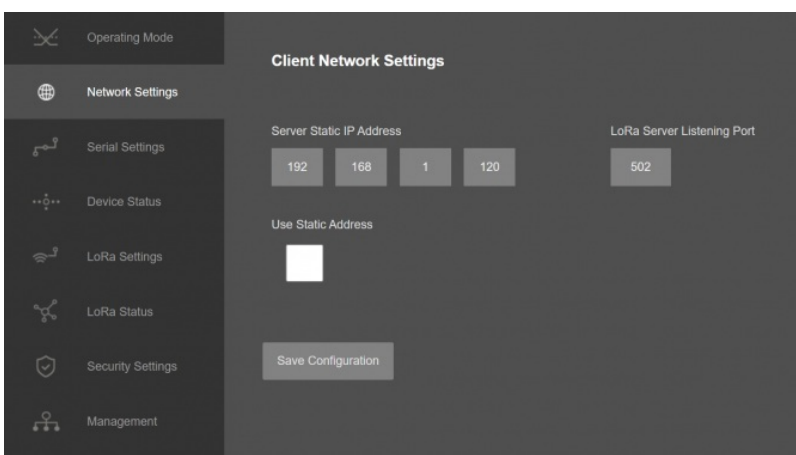 Operating Mode
Network Settings
Serial Settings
Device Status
LoRa Settings
LoRa Status
Security Settings
Management
Client Network Settings
Server Static IP Address
192 168 1 120
LoRa Server Listening Port
502
Use Static Address
Save Configuration